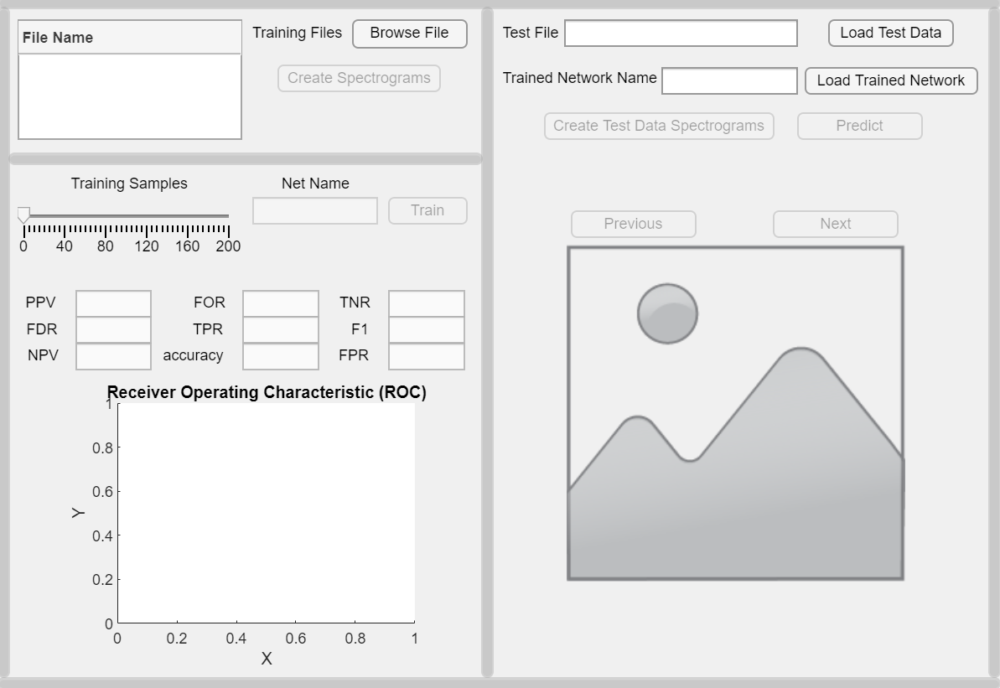 File Name
Training Files
Browse File
Create Spectrograms
Training Samples
0 40 80 120 160 200
Net Name
Train
PPV FOR TNR
FDR TPR F1
NPV accuracy FPR
Receiver Operating Characteristic (ROC)
1
0.8
0.6
0.4
0.2
0
Y
0 0.2 0.4 0.6 0.8 1
X
Test File
Load Test Data
Trained Network Name
Load Trained Network
Create Test Data Spectrograms
Predict
Previous
Next